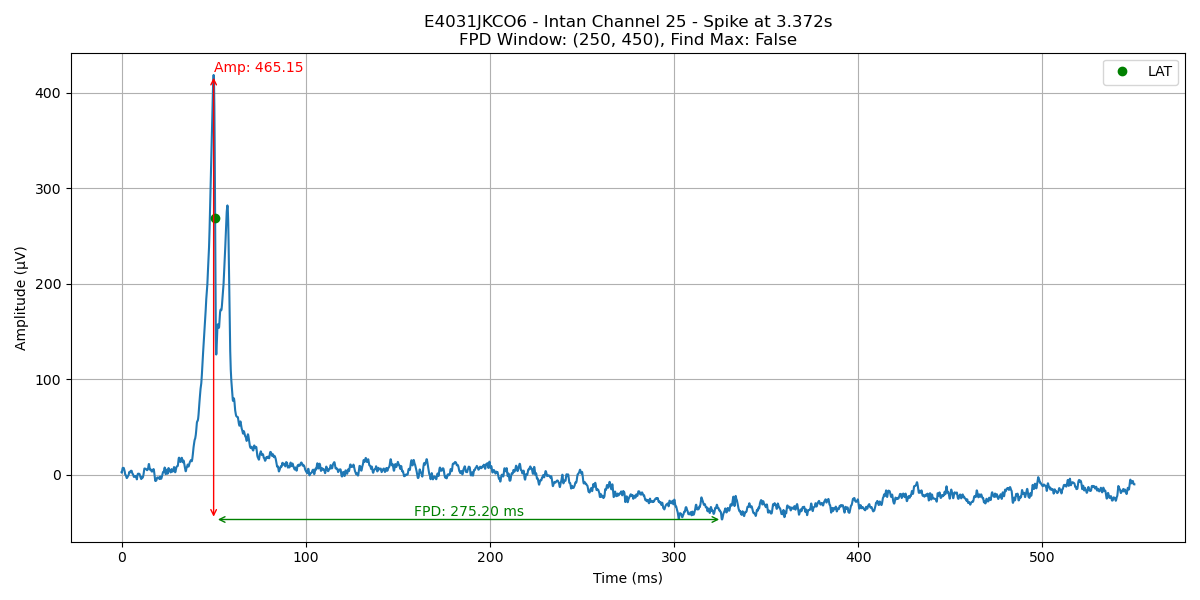 E4031JKCO6 - Intan Channel 25 - Spike at 3.372s
FPD Window: (250, 450), Find Max: False
Amp: 465.15
LAT
400
300
200
100
0
Amplitude (µV)
FPD: 275.20 ms
0 100 200 300 400 500
Time (ms)